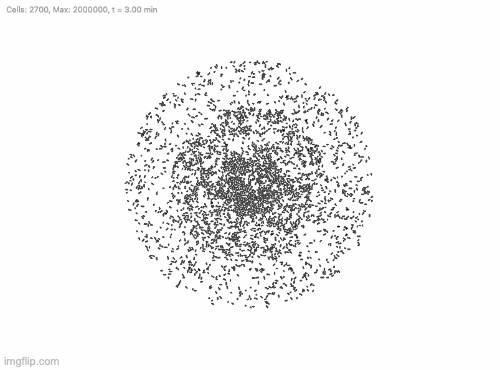 Cells: 2700, Max: 2000000, t = 3.00 min
imgflip.com